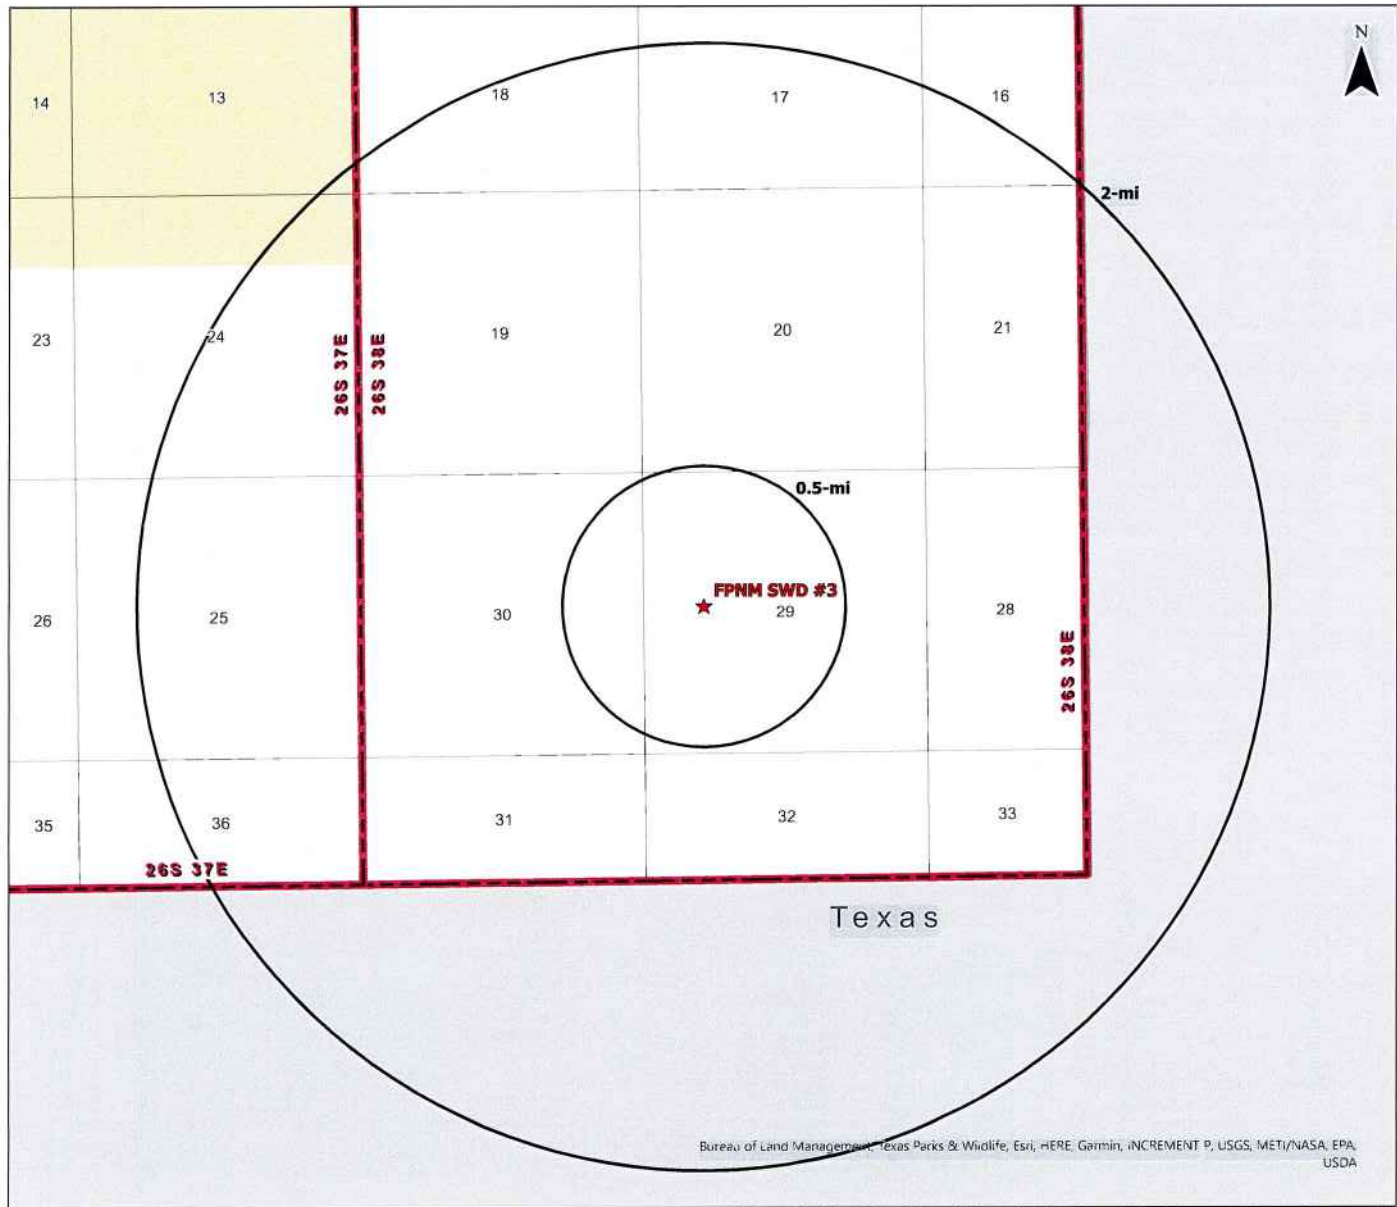 N
14
13
18
17
16
2-mi
23
24
19
20
21
26S 37E
26S 38E
0.5-mi
FPNM SWD #3
26
25
30
29
28
26S 38E
35
36
31
32
33
26S 37E
Texas
Bureau of Land Management, Texas Parks & Wildlife, Esri, HERE, Garmin, INCREMENT P, USGS, METI/NASA, EPA,
USDA